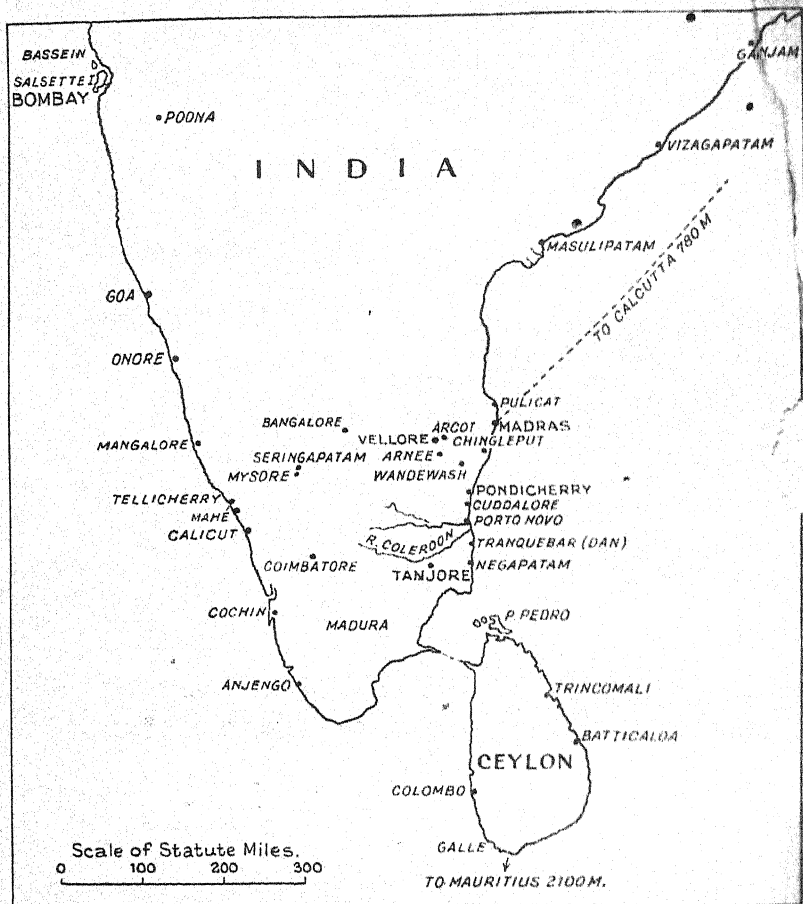 BASSEIN
SALSETTE I
BOMBAY
POONA
GANJAM
VIZAGAPATAM
INDIA
MASULIPATAM
TO CALCUTTA 780 M
GOA
ONORE
PULICAT
BANGALORE
ARCOT
MADRAS
VELLORE
CHINGLEPUT
MANGALORE
ARNEE
SERINGAPATAM
WANDEWASH
MYSORE
PONDICHERRY
TELLICHERRY
CUDDALORE
MAHÉ
PORTO NOVO
CALICUT
R. COLEROON
TRANQUEBAR (DAN)
COIMBATORE
TANJORE
NEGAPATAM
COCHIN
MADURA
P. PEDRO
ANJENGO
TRINCOMALI
BATTICALOA
CEYLON
COLOMBO
GALLE
Scale of Statute Miles.
0 100 200 300
TO MAURITIUS 2100 M.